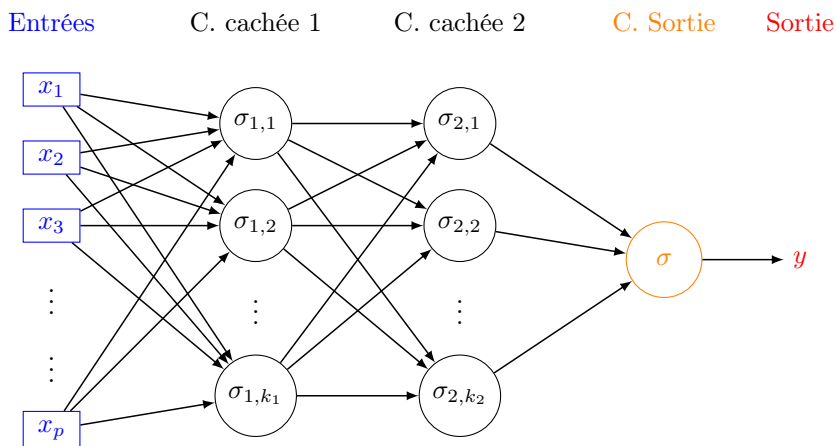 Entrées C. cachée 1 C. cachée 2 C. Sortie Sortie
x₁
σ₁,₁ σ₂,₁
x₂
x₃ σ₁,₂ σ₂,₂
σ y
⋮ ⋮ ⋮
⋮
σ₁,ₖ₁ σ₂,ₖ₂
xₚ